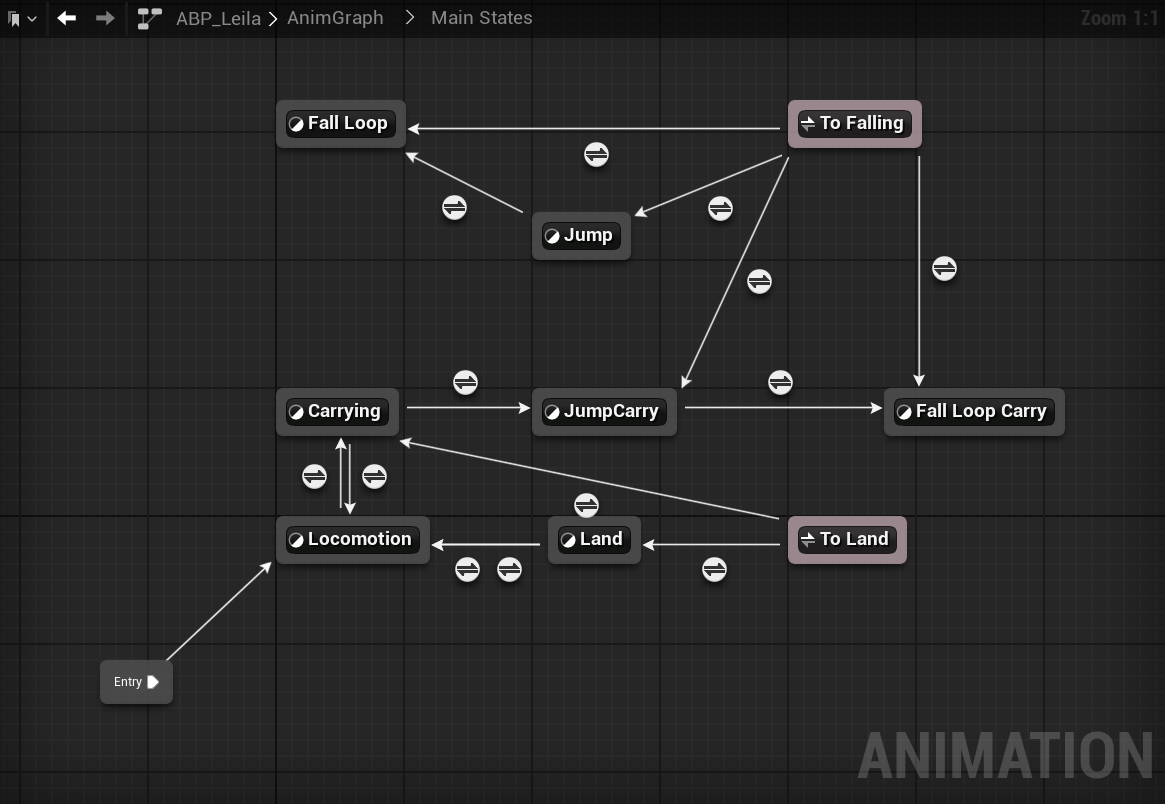 ABP_Leila > AnimGraph > Main States
Zoom 1:1
Fall Loop
To Falling
Jump
Carrying
JumpCarry
Fall Loop Carry
Locomotion
Land
To Land
Entry
ANIMATION